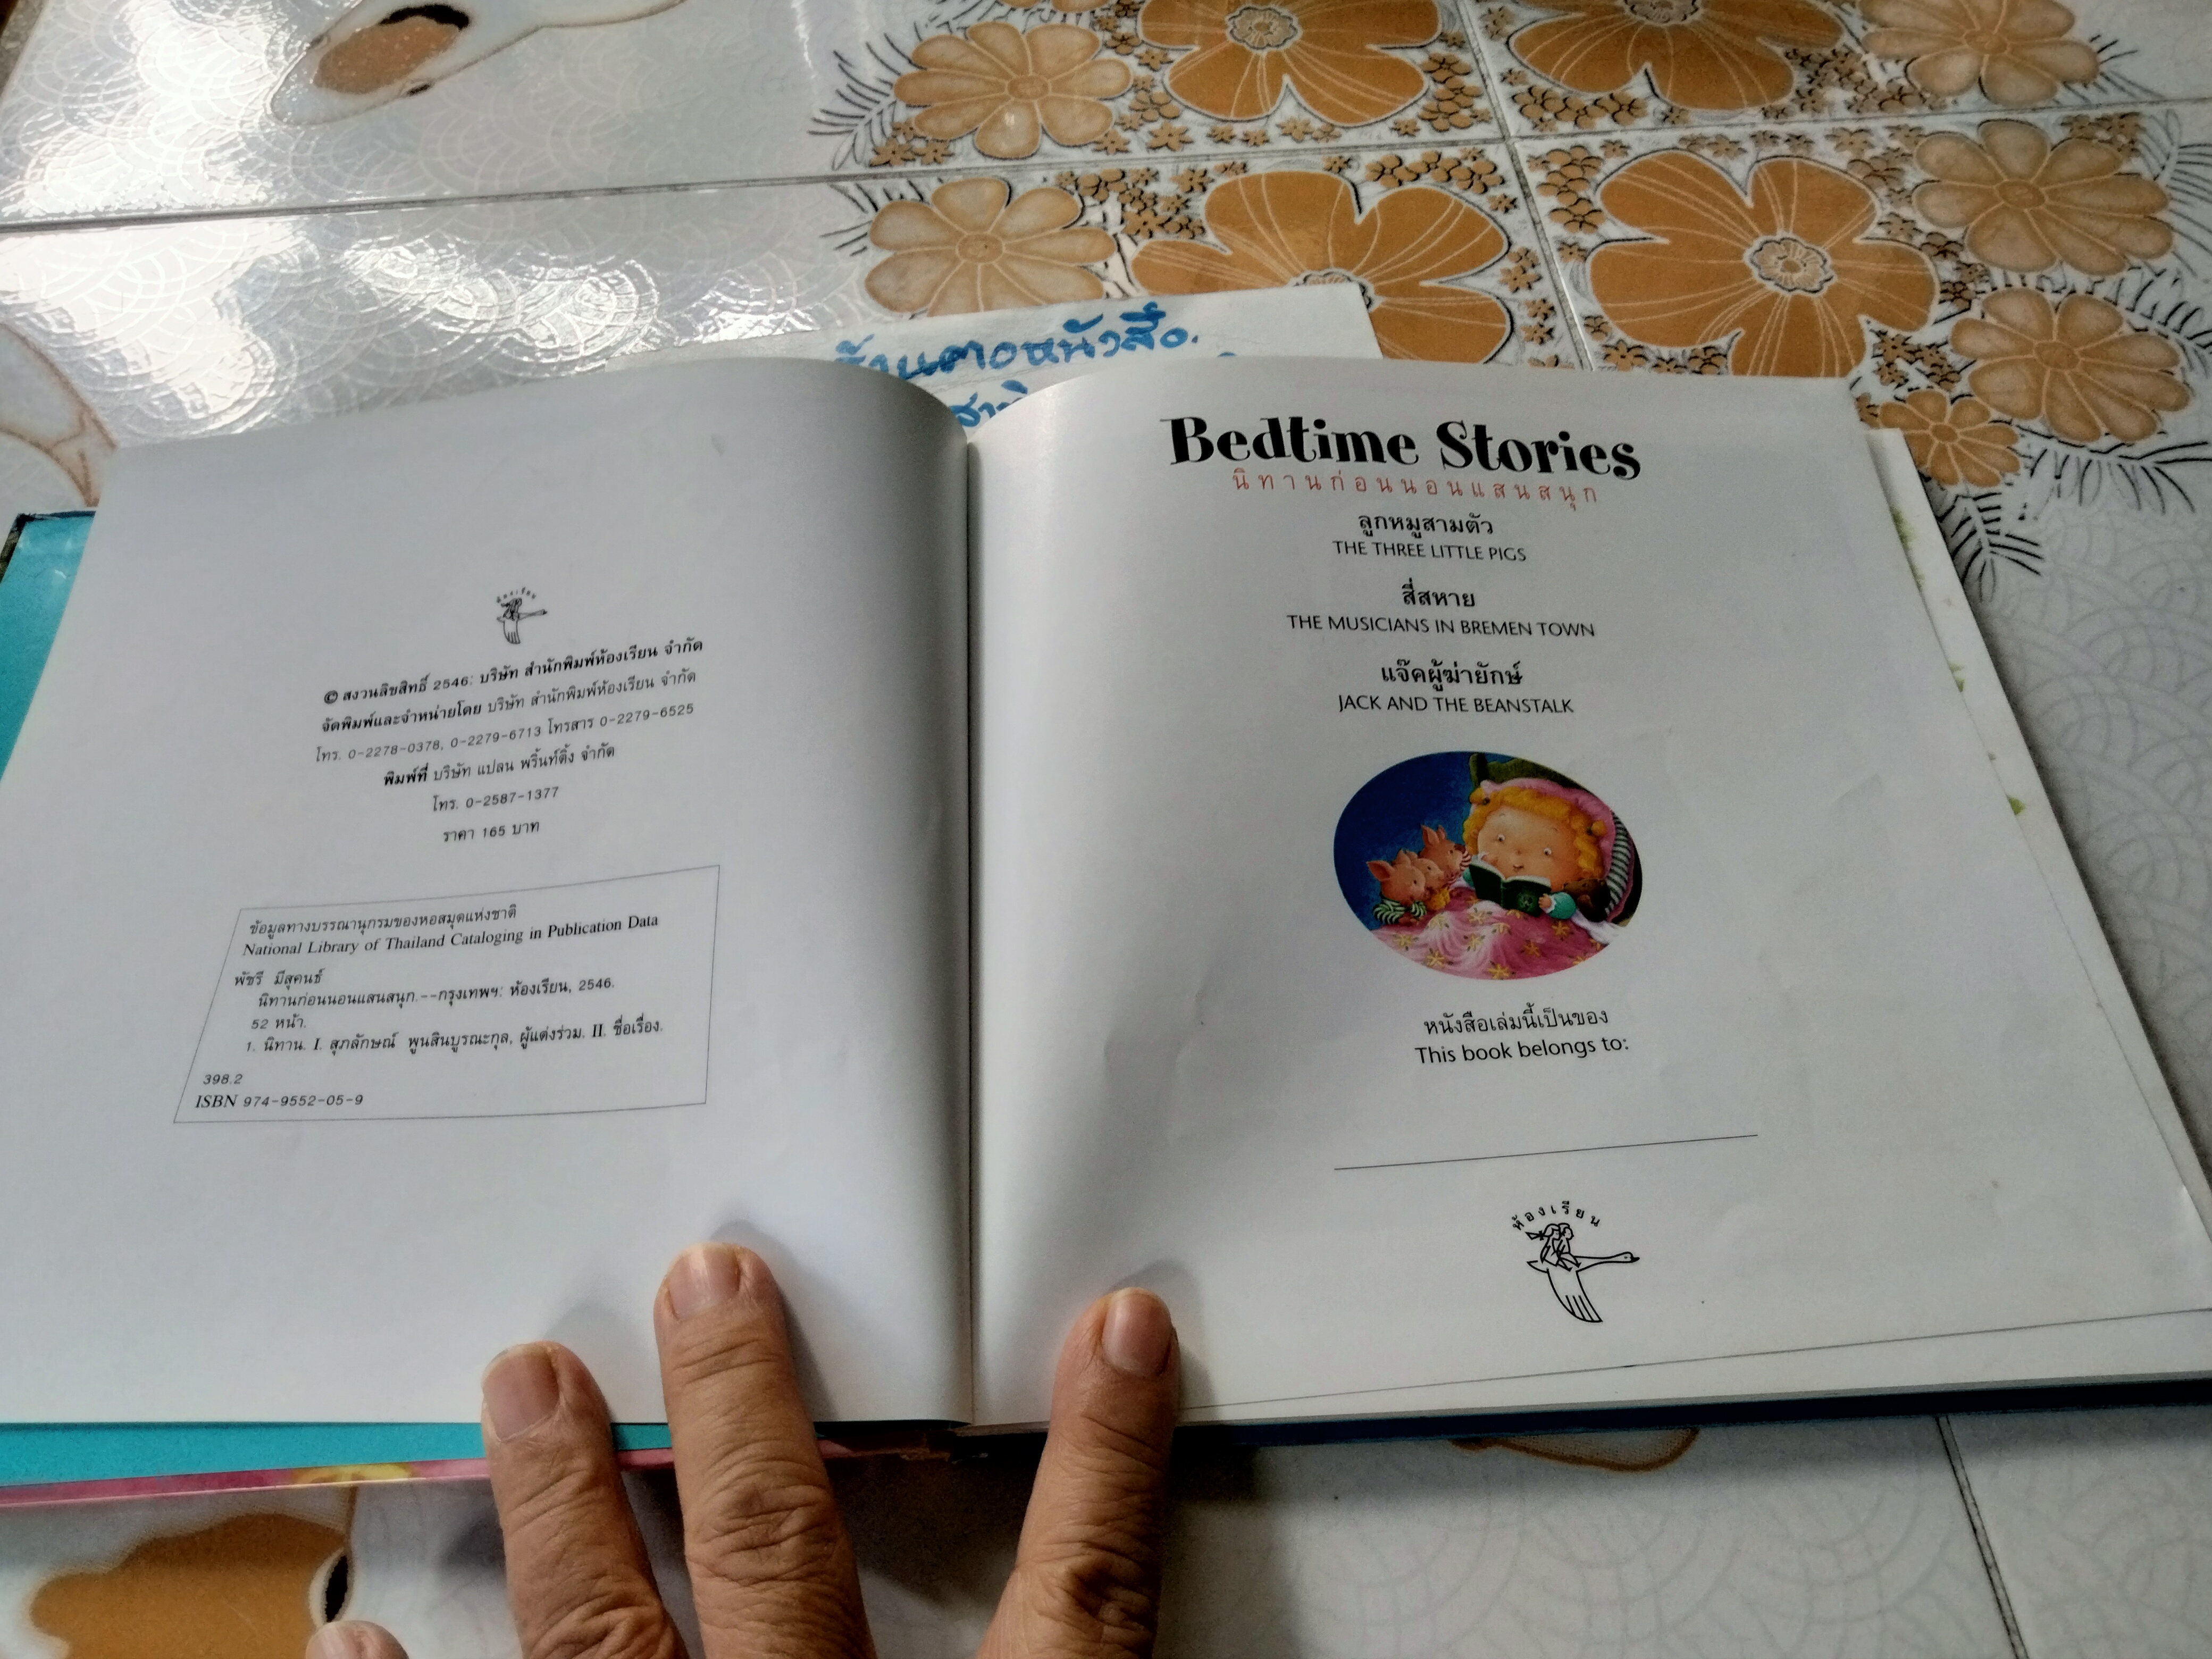 ้านคอหนังสือ.
ห้องเรียน
© สงวนลิขสิทธิ์ 2546: บริษัท สำนักพิมพ์ห้องเรียน จำกัด
จัดพิมพ์และจำหน่ายโดย บริษัท สำนักพิมพ์ห้องเรียน จำกัด
โทร. 0-2278-0378, 0-2279-6713 โทรสาร 0-2279-6525
พิมพ์ที่ บริษัท แปลน พริ้นท์ติ้ง จำกัด
โทร. 0-2587-1377
ราคา 165 บาท
ข้อมูลทางบรรณานุกรมของหอสมุดแห่งชาติ
National Library of Thailand Cataloging in Publication Data
พัชรี มีสุคนธ์
นิทานก่อนนอนแสนสนุก.--กรุงเทพฯ: ห้องเรียน, 2546.
52 หน้า.
1. นิทาน. I. สุภลักษณ์ พูนสินบูรณะกุล, ผู้แต่งร่วม. II. ชื่อเรื่อง.
398.2
ISBN 974-9552-05-9
Bedtime Stories
นิทานก่อนนอนแสนสนุก
ลูกหมูสามตัว
THE THREE LITTLE PIGS
สี่สหาย
THE MUSICIANS IN BREMEN TOWN
แจ๊คผู้ฆ่ายักษ์
JACK AND THE BEANSTALK
หนังสือเล่มนี้เป็นของ
This book belongs to:
ห้องเรียน